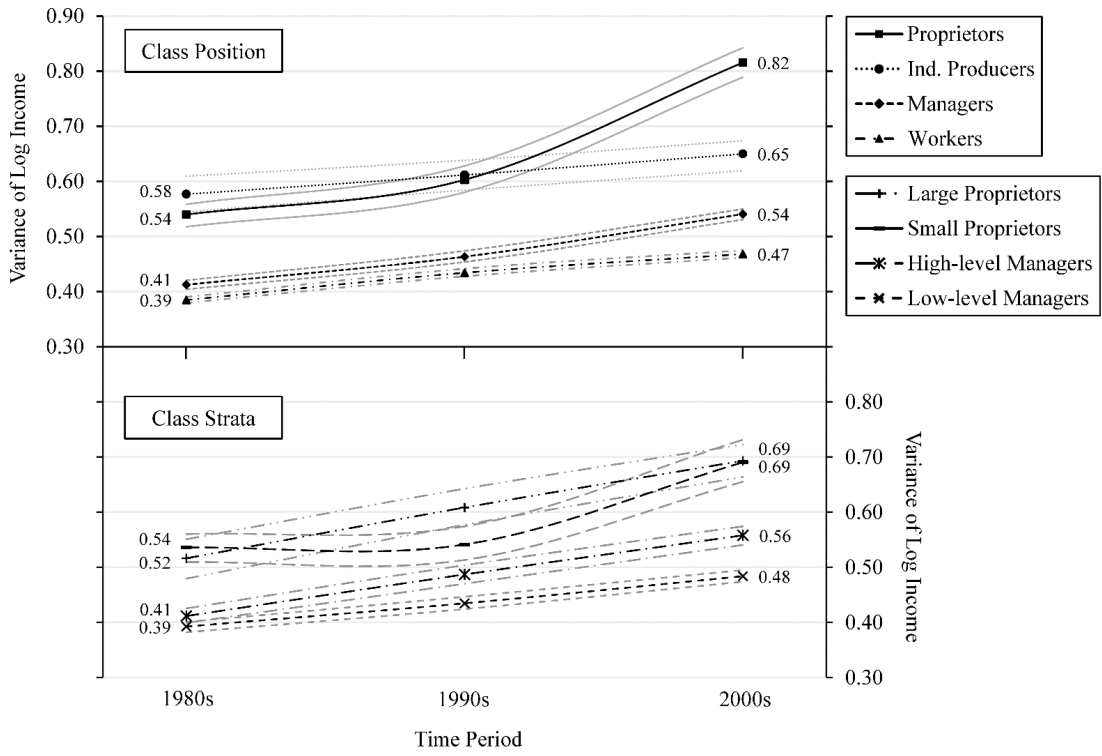 0.90
0.80
0.70
0.60
0.50
0.40
0.30
Variance of Log Income
Class Position
0.58
0.54
0.41
0.39
0.82
0.65
0.54
0.47
Proprietors
Ind. Producers
Managers
Workers
Large Proprietors
Small Proprietors
High-level Managers
Low-level Managers
Class Strata
0.54
0.52
0.41
0.39
0.69
0.69
0.56
0.48
0.80
0.70
0.60
0.50
0.40
0.30
Variance of Log Income
1980s
1990s
2000s
Time Period